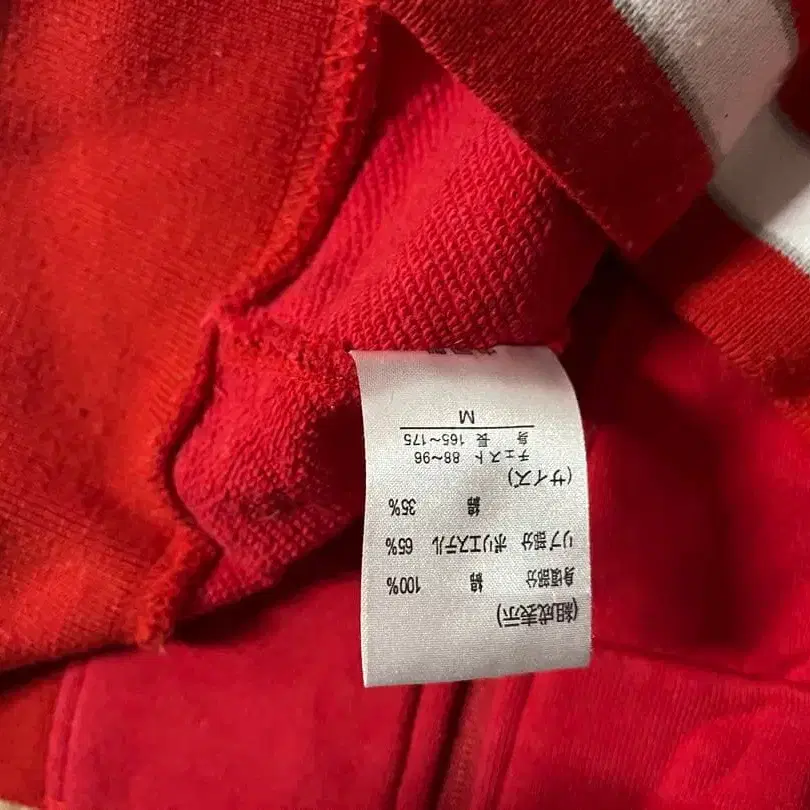 (組成表示)
身頃部分 綿 100%
リブ部分 ポリエステル 65%
綿 35%
(サイズ)
チェスト 88~96
身長 165~175
M